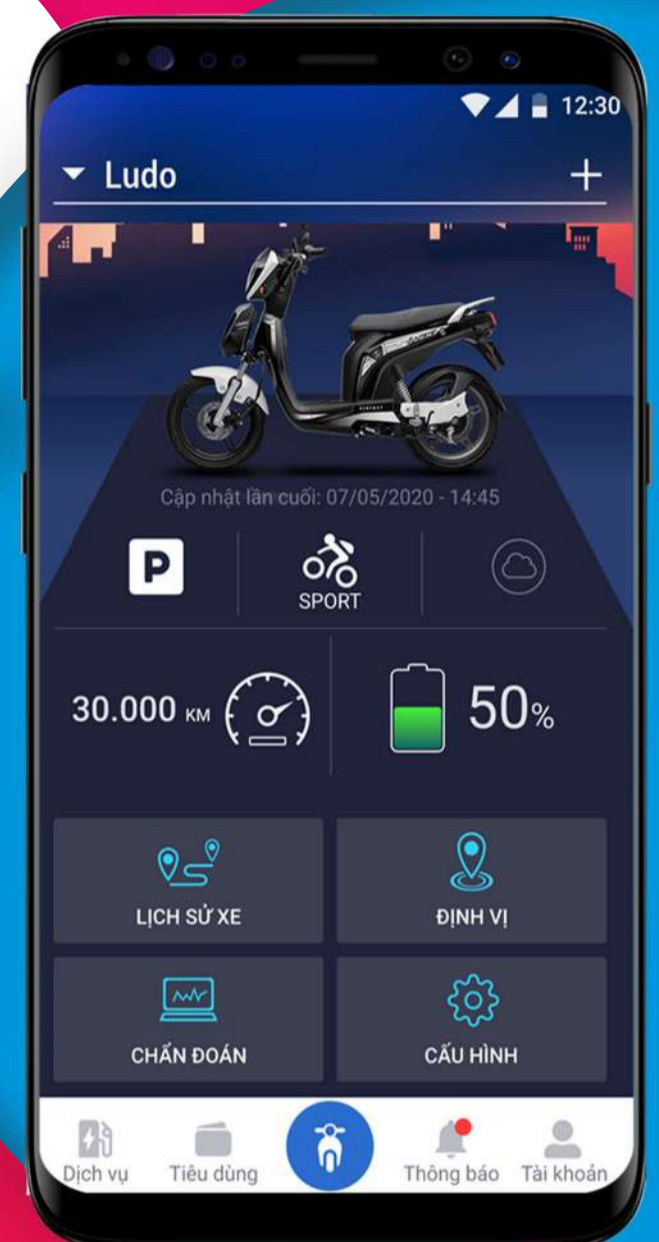 12:30
Ludo
Cập nhật lần cuối: 07/05/2020 - 14:45
P
SPORT
30.000 KM
50%
LỊCH SỬ XE
ĐỊNH VỊ
CHẨN ĐOÁN
CẤU HÌNH
Dịch vụ
Tiêu dùng
Thông báo
Tài khoản